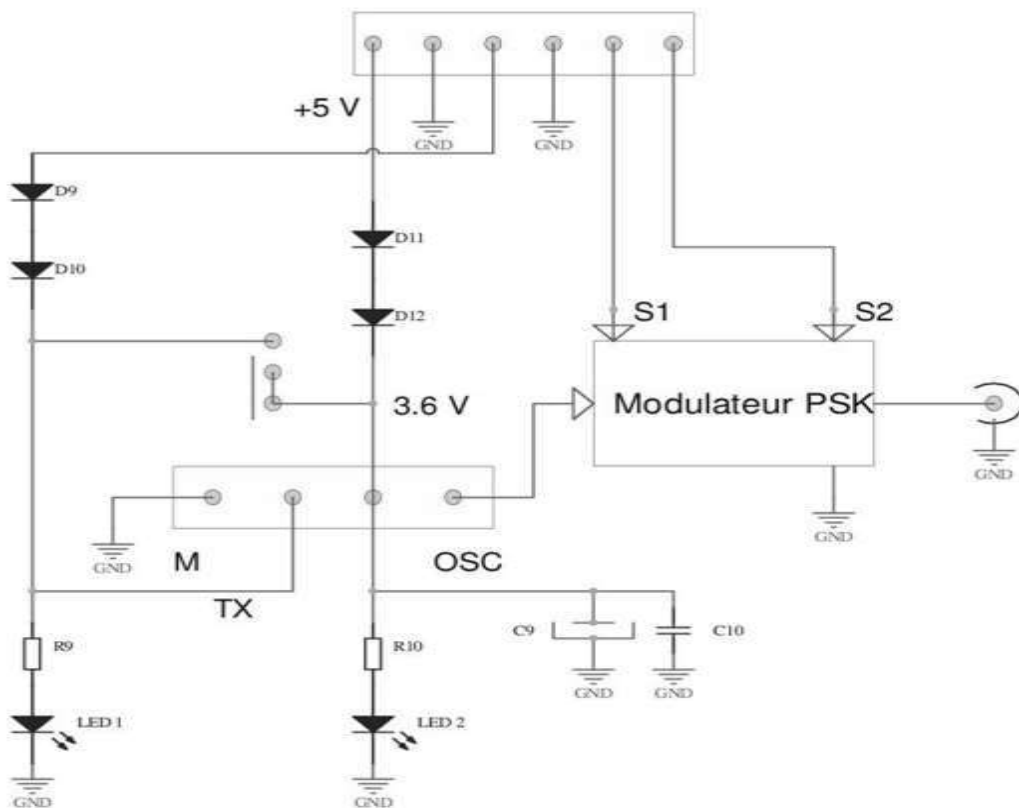 +5 V
GND
GND
D9
D11
D10
D12
S1
S2
3.6 V
Modulateur PSK
GND
GND
GND
M
OSC
TX
R9
R10
C9
C10
GND
GND
LED 1
LED 2
GND
GND